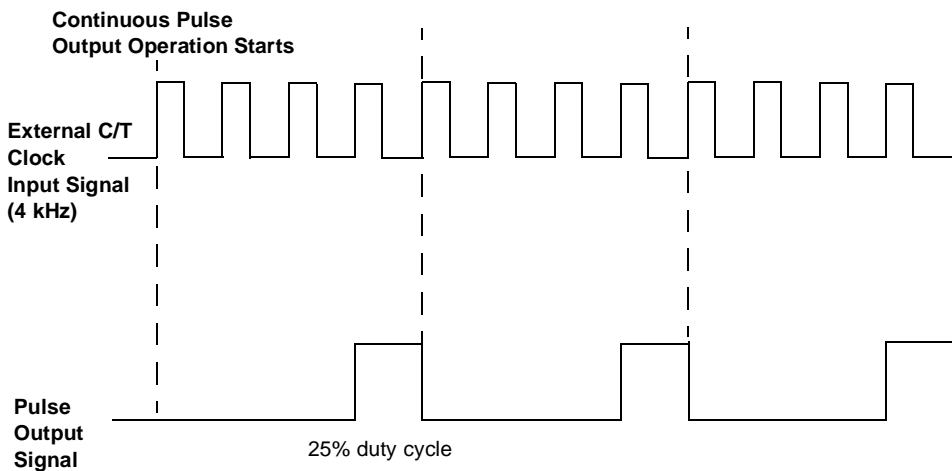 Continuous Pulse
Output Operation Starts
External C/T
Clock
Input Signal
(4 kHz)
Pulse
Output
Signal
25% duty cycle